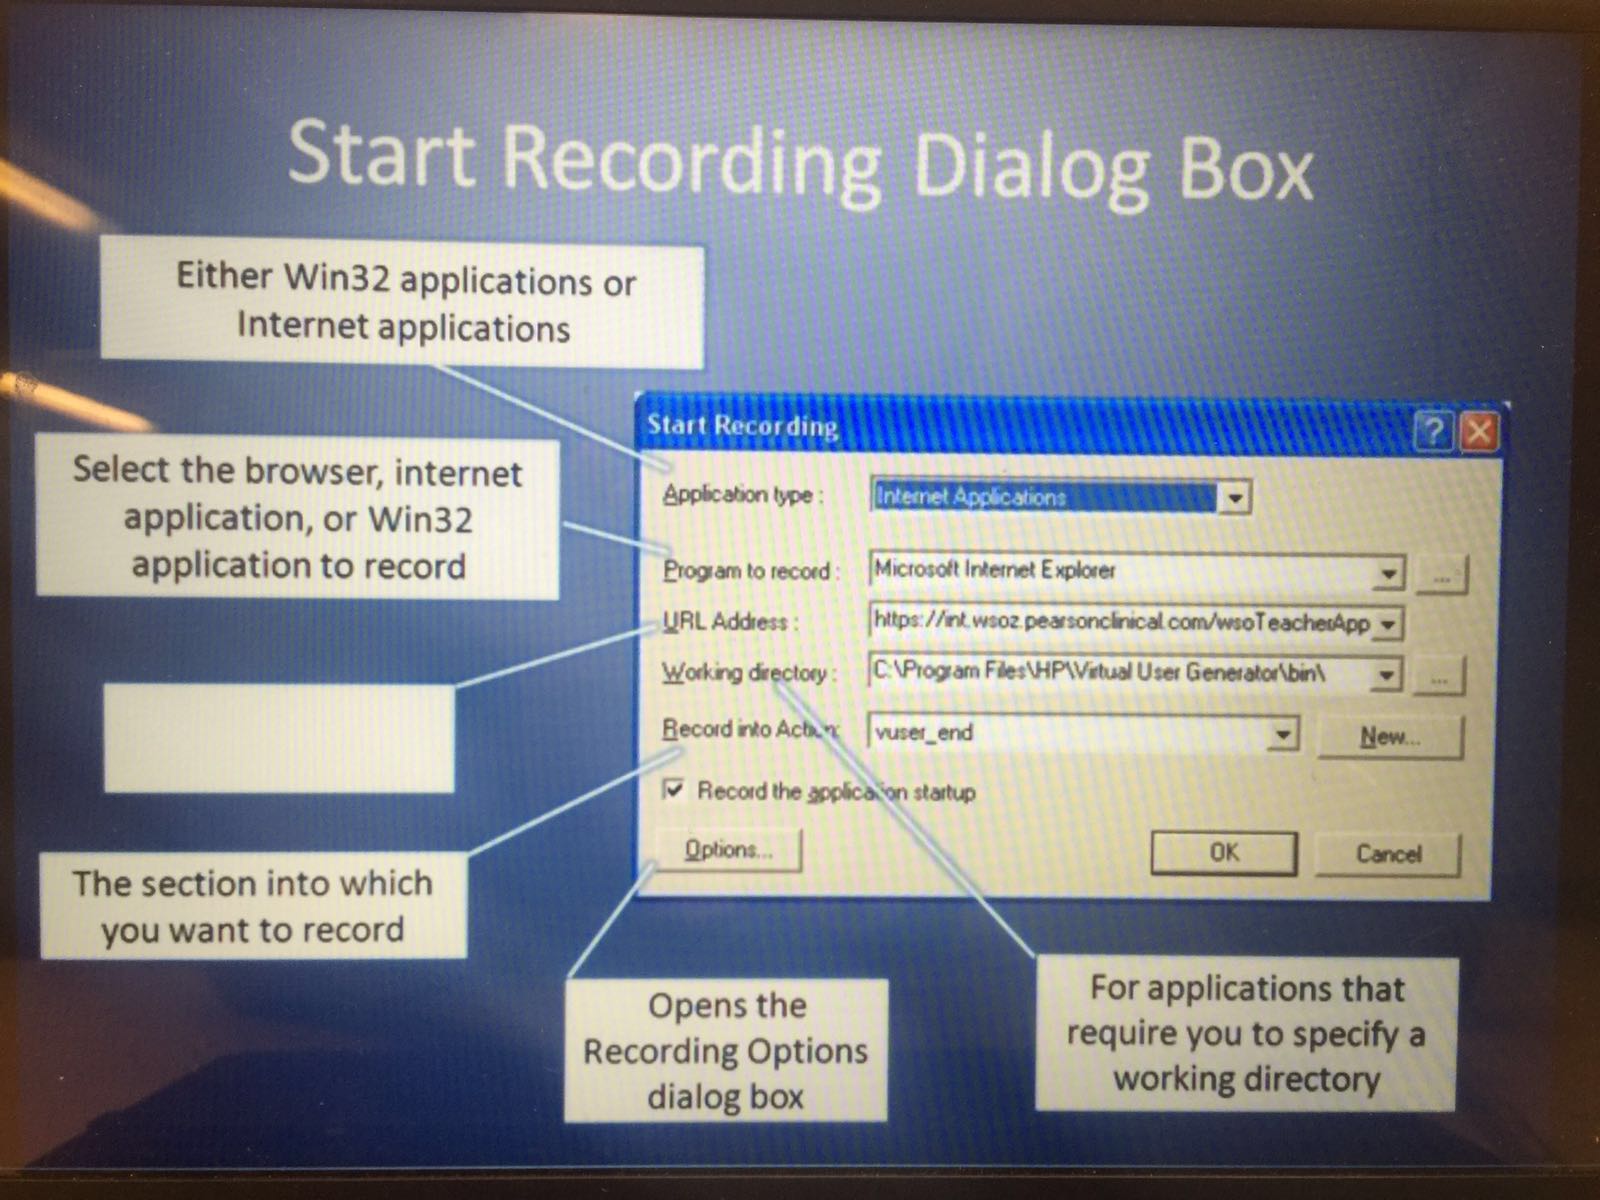 Start Recording Dialog Box
Either Win32 applications or
Internet applications
Select the browser, internet
application, or Win32
application to record
The section into which
you want to record
Opens the
Recording Options
dialog box
For applications that
require you to specify a
working directory
Start Recording
?
Application type :
Internet Applications
Program to record :
Microsoft Internet Explorer
...
URL Address :
https://int.wsoz.pearsonclinical.com/wsoTeacherApp
Working directory :
C:\Program Files\HP\Virtual User Generator\bin\
...
Record into Action:
vuser_end
New...
Record the application startup
Options...
OK
Cancel